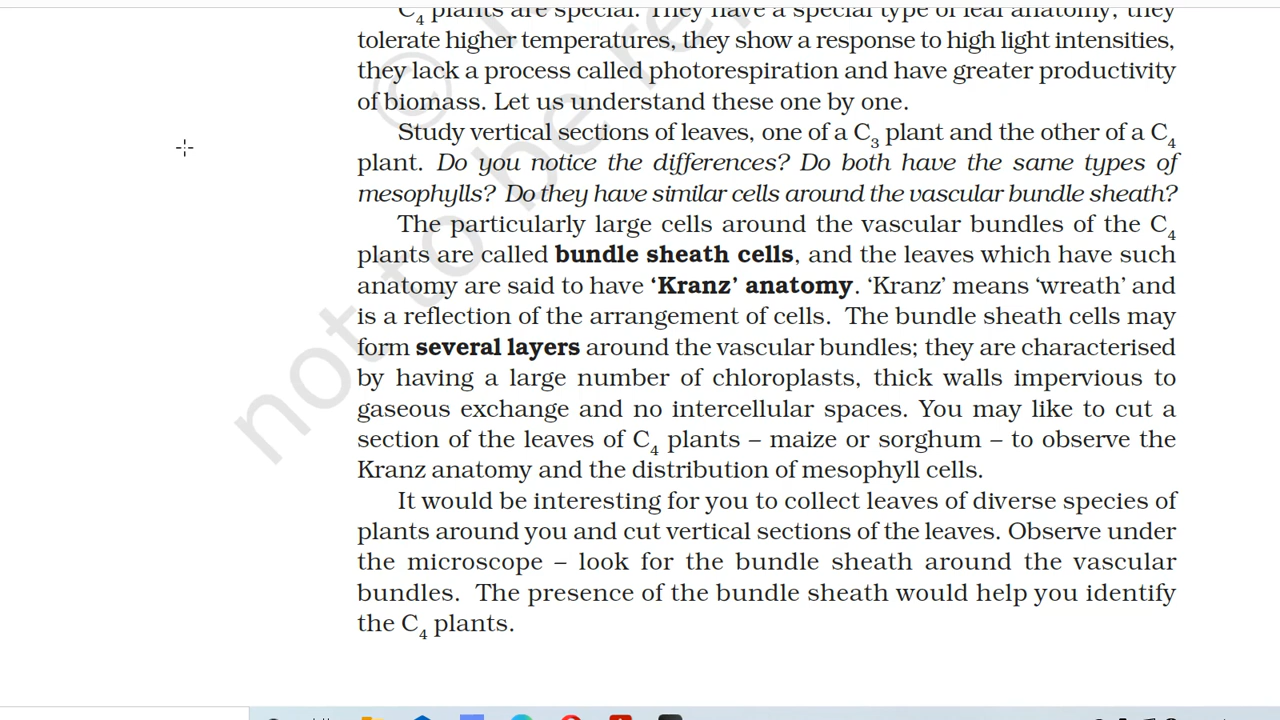 C4 plants are special. They have a special type of leaf anatomy, they
tolerate higher temperatures, they show a response to high light intensities,
they lack a process called photorespiration and have greater productivity
of biomass. Let us understand these one by one.
Study vertical sections of leaves, one of a C3 plant and the other of a C4
plant. Do you notice the differences? Do both have the same types of
mesophylls? Do they have similar cells around the vascular bundle sheath?
The particularly large cells around the vascular bundles of the C4
plants are called bundle sheath cells, and the leaves which have such
anatomy are said to have ‘Kranz’ anatomy. ‘Kranz’ means ‘wreath’ and
is a reflection of the arrangement of cells. The bundle sheath cells may
form several layers around the vascular bundles; they are characterised
by having a large number of chloroplasts, thick walls impervious to
gaseous exchange and no intercellular spaces. You may like to cut a
section of the leaves of C4 plants – maize or sorghum – to observe the
Kranz anatomy and the distribution of mesophyll cells.
It would be interesting for you to collect leaves of diverse species of
plants around you and cut vertical sections of the leaves. Observe under
the microscope – look for the bundle sheath around the vascular
bundles. The presence of the bundle sheath would help you identify
the C4 plants.
©
not to be re